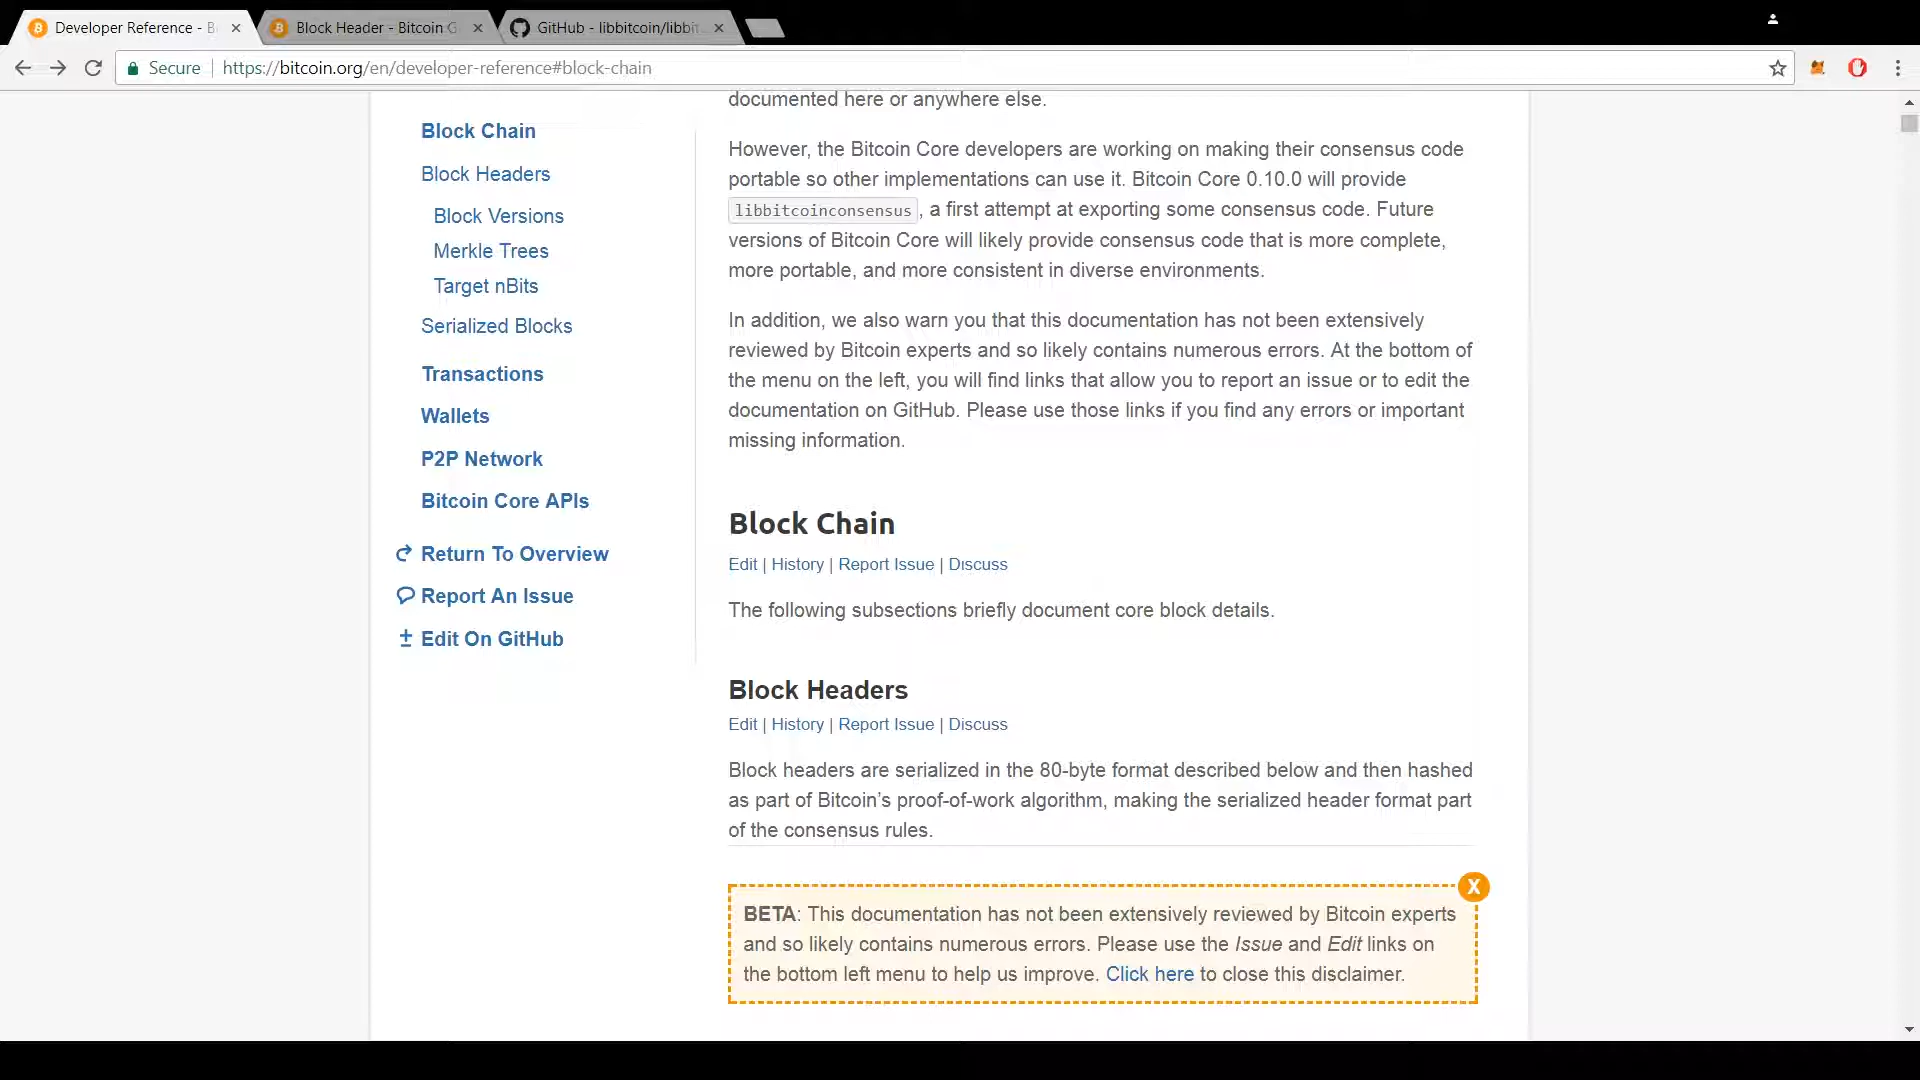 Developer Reference - B
Block Header - Bitcoin G
GitHub - libbitcoin/libbit
Secure
https://bitcoin.org/en/developer-reference#block-chain
Block Chain
Block Headers
Block Versions
Merkle Trees
Target nBits
Serialized Blocks
Transactions
Wallets
P2P Network
Bitcoin Core APIs
Return To Overview
Report An Issue
Edit On GitHub
documented here or anywhere else.
However, the Bitcoin Core developers are working on making their consensus code
portable so other implementations can use it. Bitcoin Core 0.10.0 will provide
libbitcoinconsensus, a first attempt at exporting some consensus code. Future
versions of Bitcoin Core will likely provide consensus code that is more complete,
more portable, and more consistent in diverse environments.
In addition, we also warn you that this documentation has not been extensively
reviewed by Bitcoin experts and so likely contains numerous errors. At the bottom of
the menu on the left, you will find links that allow you to report an issue or to edit the
documentation on GitHub. Please use those links if you find any errors or important
missing information.
Block Chain
Edit | History | Report Issue | Discuss
The following subsections briefly document core block details.
Block Headers
Edit | History | Report Issue | Discuss
Block headers are serialized in the 80-byte format described below and then hashed
as part of Bitcoin’s proof-of-work algorithm, making the serialized header format part
of the consensus rules.
X
BETA: This documentation has not been extensively reviewed by Bitcoin experts
and so likely contains numerous errors. Please use the Issue and Edit links on
the bottom left menu to help us improve. Click here to close this disclaimer.